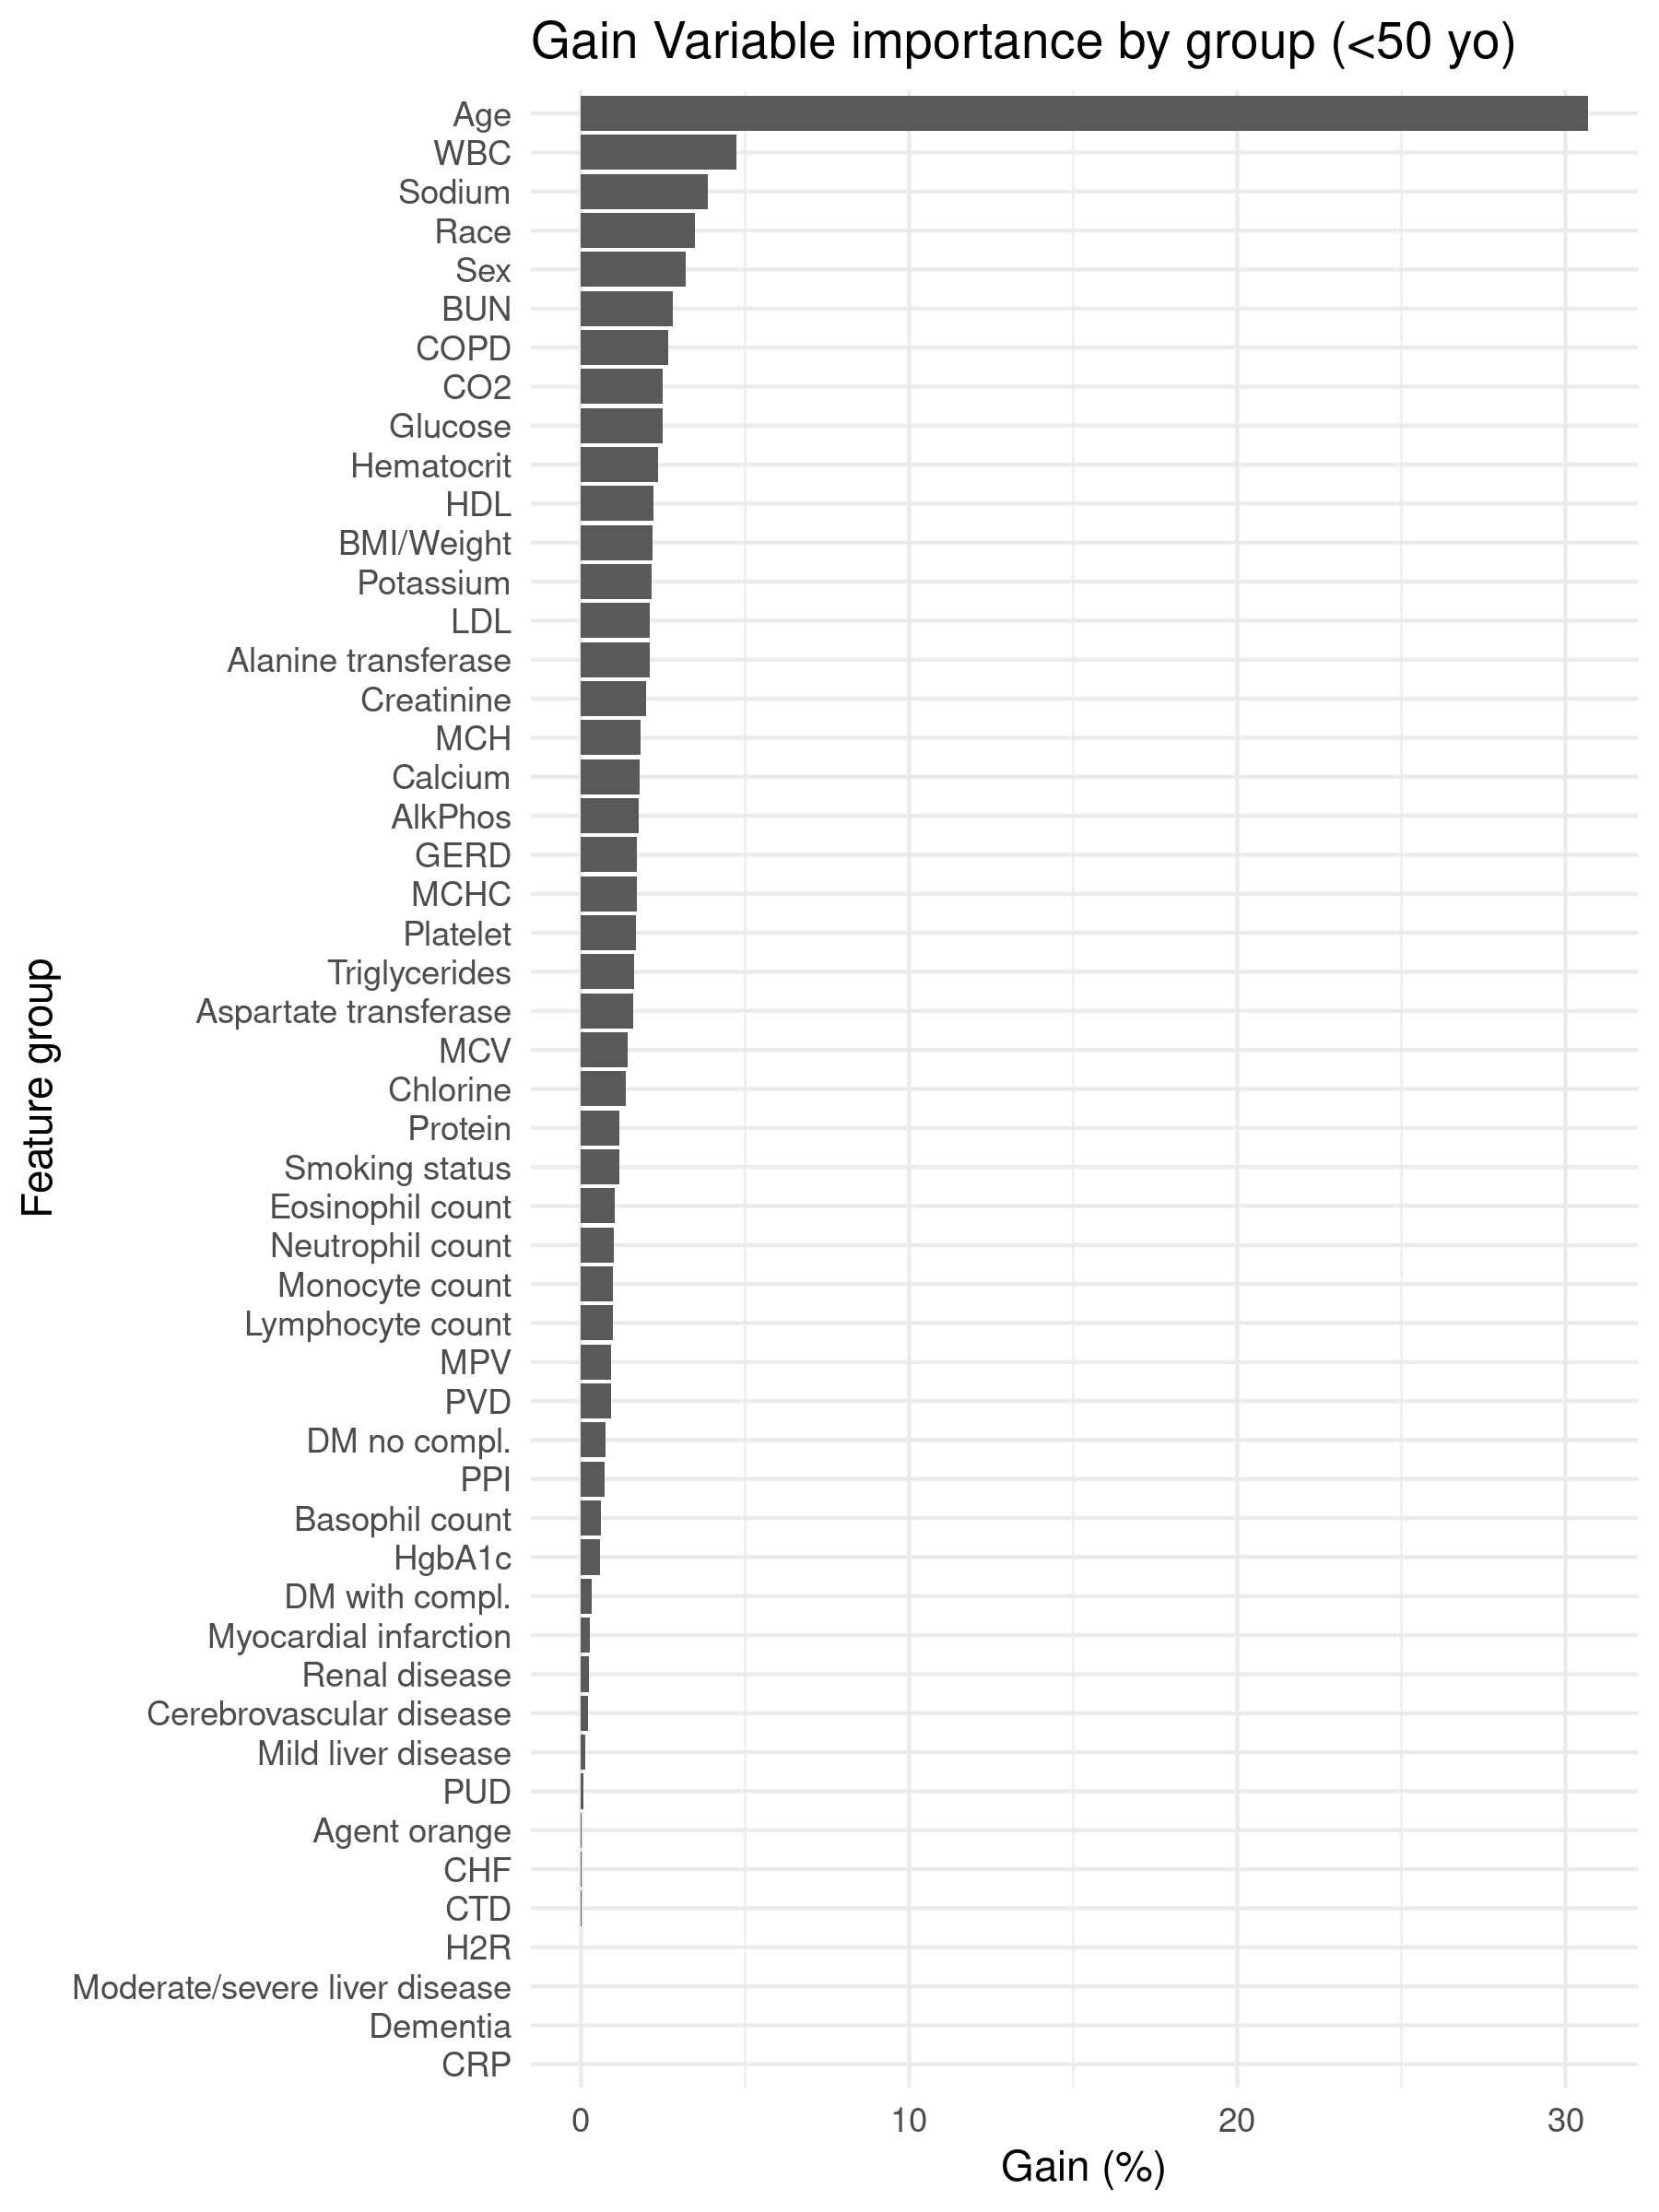 Gain Variable importance by group (<50 yo)
Age
WBC
Sodium
Race
Sex
BUN
COPD
CO2
Glucose
Hematocrit
HDL
BMI/Weight
Potassium
LDL
Alanine transferase
Creatinine
MCH
Calcium
AlkPhos
GERD
MCHC
Platelet
Triglycerides
Aspartate transferase
MCV
Chlorine
Protein
Smoking status
Eosinophil count
Neutrophil count
Monocyte count
Lymphocyte count
MPV
PVD
DM no compl.
PPI
Basophil count
HgbA1c
DM with compl.
Myocardial infarction
Renal disease
Cerebrovascular disease
Mild liver disease
PUD
Agent orange
CHF
CTD
H2R
Moderate/severe liver disease
Dementia
CRP
Feature group
0 10 20 30
Gain (%)